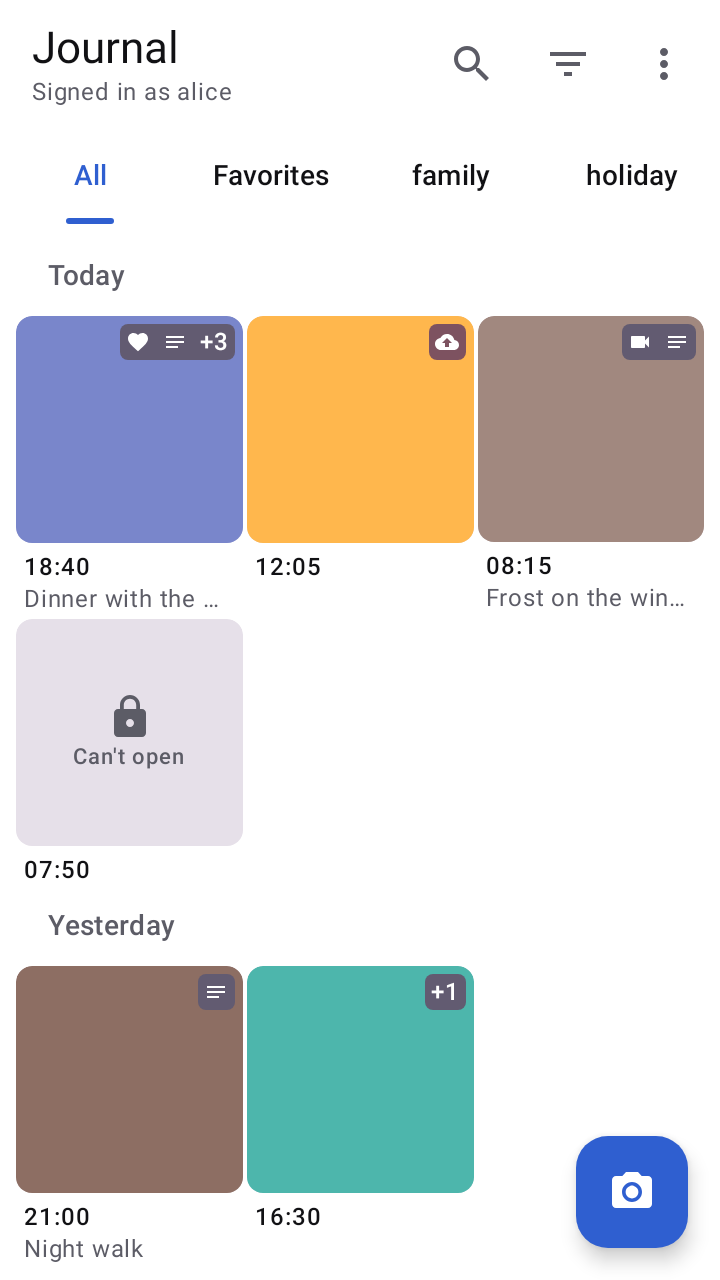 Journal
Signed in as alice
All Favorites family holiday
Today
+3
18:40
Dinner with the …
12:05
08:15
Frost on the win…
Can't open
07:50
Yesterday
+1
21:00
Night walk
16:30